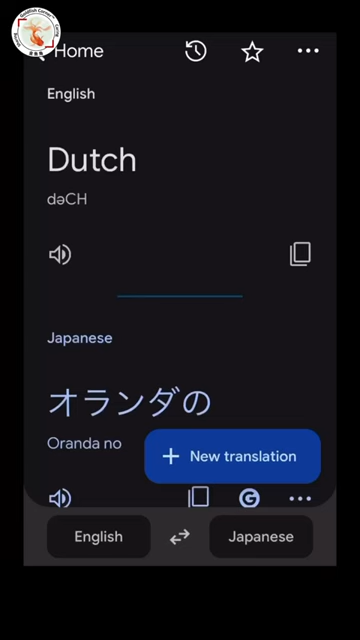 Home
English
Dutch
dəCH
Japanese
オランダの
Oranda no
New translation
English
Japanese